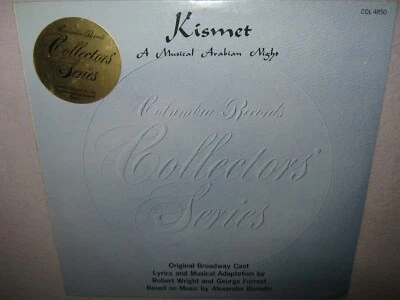 Kismet
COL 4850
A Musical Arabian Night
Columbia Records
Collectors'
Series
Columbia Records
Collectors'
Series
Original Broadway Cast
Lyrics and Musical Adaptation by
Robert Wright and George Forrest
Based on Music by Alexander Borodin